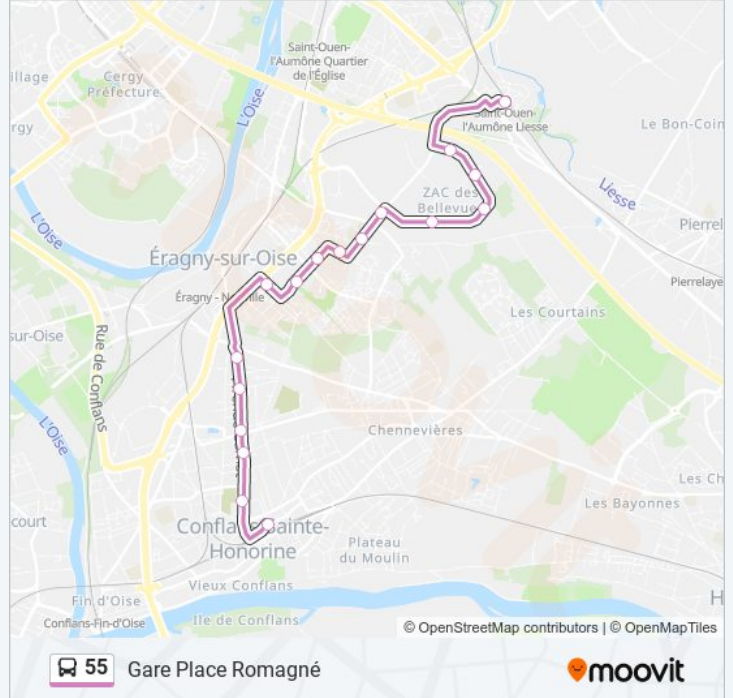 Saint-Ouen-
l'Aumône Quartier
de l'Église
illage
Cergy
Préfecture
L'Oise
rgy
Saint-Ouen-
l'Aumône Liesse
Le Bon-Coin
ZAC des
Bellevue
Liesse
Pierrel
L'Oise
Éragny-sur-Oise
Pierrelaye
Éragny - N
ille
Les Courtains
sur-Oise
Rue de Conflans
Chennevières
L'Oise
Les Ch
Les Bayonnes
court
Conflans-Sainte-
Honorine
Plateau
du Moulin
Vieux Conflans
H
Fin d'Oise
Ile de Conflans
Conflans-Fin-d'Oise
© OpenStreetMap contributors | © OpenMapTiles
55 Gare Place Romagné
moovit